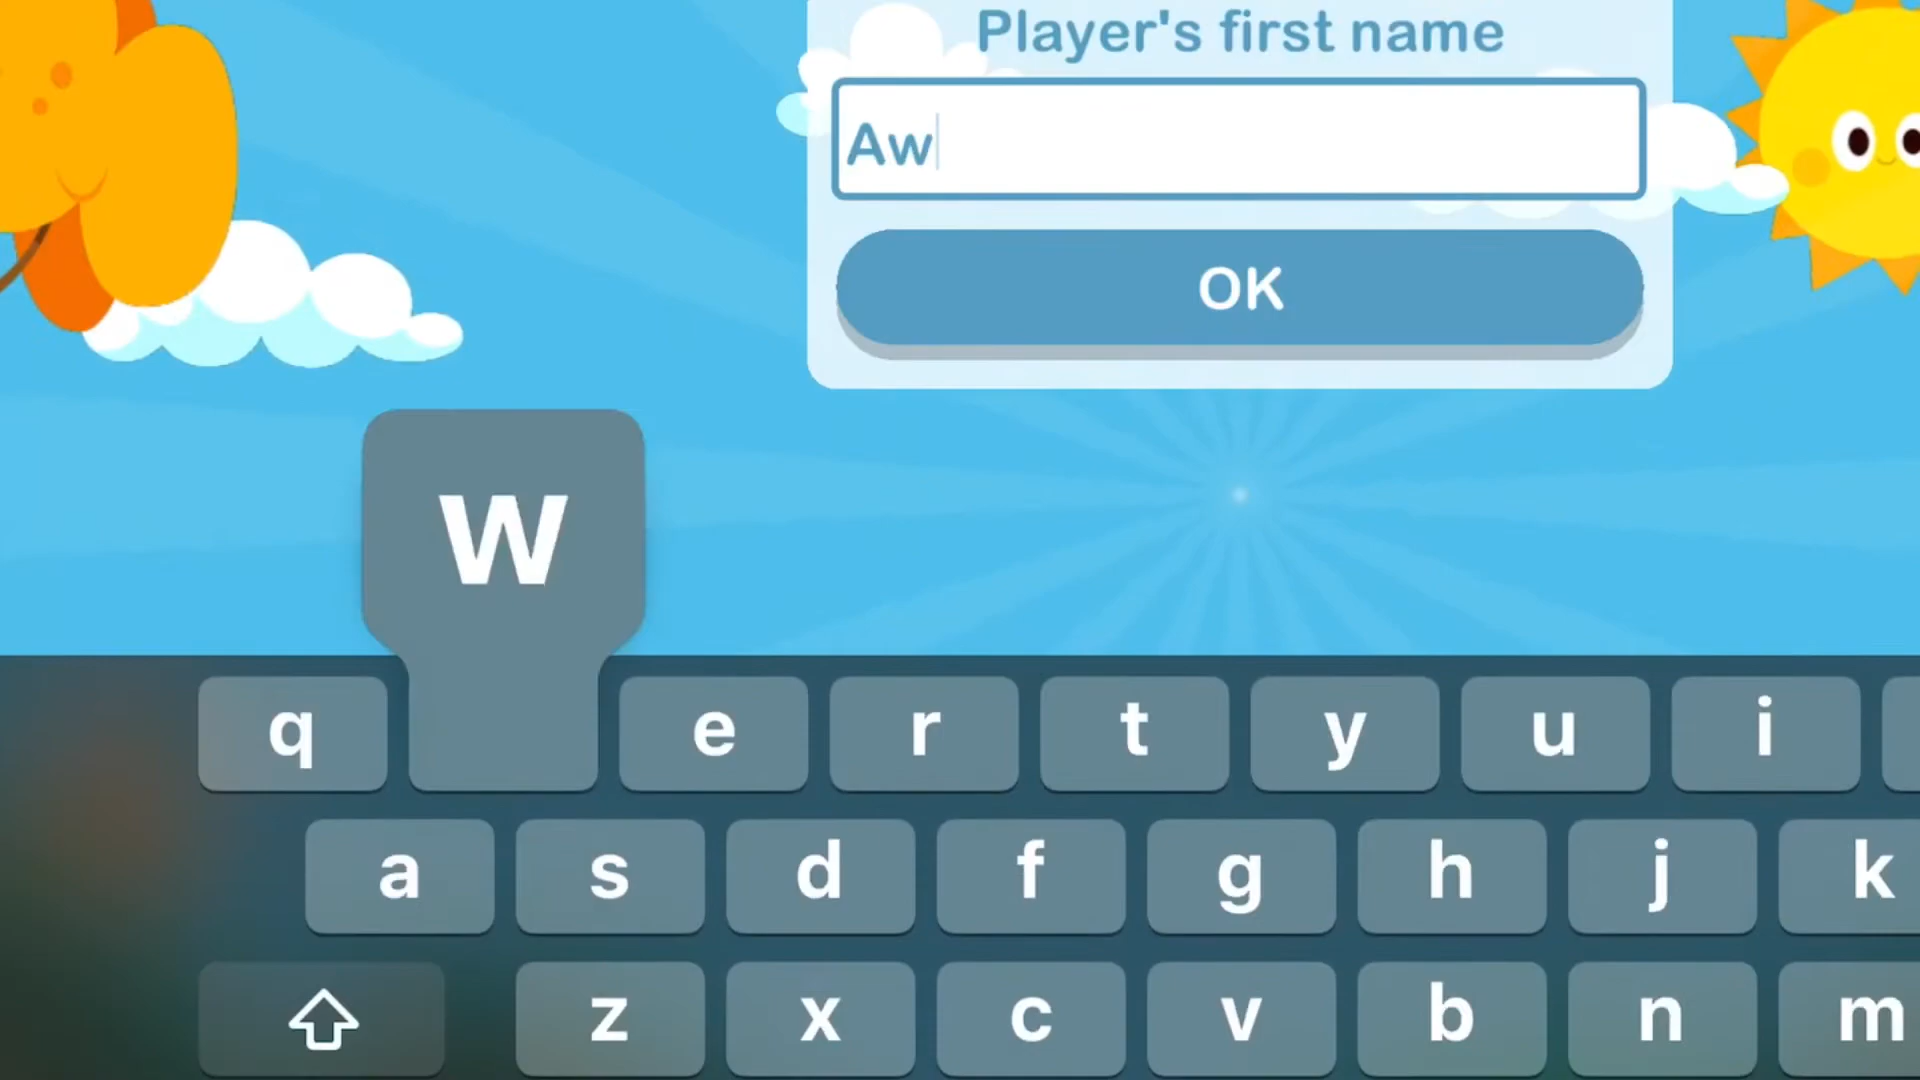 Player's first name
Aw
OK
w
q e r t y u i
a s d f g h j k
z x c v b n m